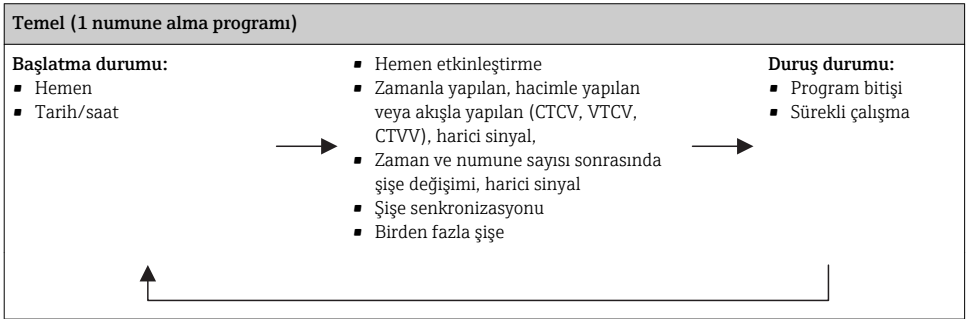 Temel (1 numune alma programı)
Başlatma durumu:
▪ Hemen
▪ Tarih/saat
▪ Hemen etkinleştirme
▪ Zamanla yapılan, hacimle yapılan
veya akışla yapılan (CTCV, VTCV,
CTVV), harici sinyal,
▪ Zaman ve numune sayısı sonrasında
şişe değişimi, harici sinyal
▪ Şişe senkronizasyonu
▪ Birden fazla şişe
Duruş durumu:
▪ Program bitişi
▪ Sürekli çalışma